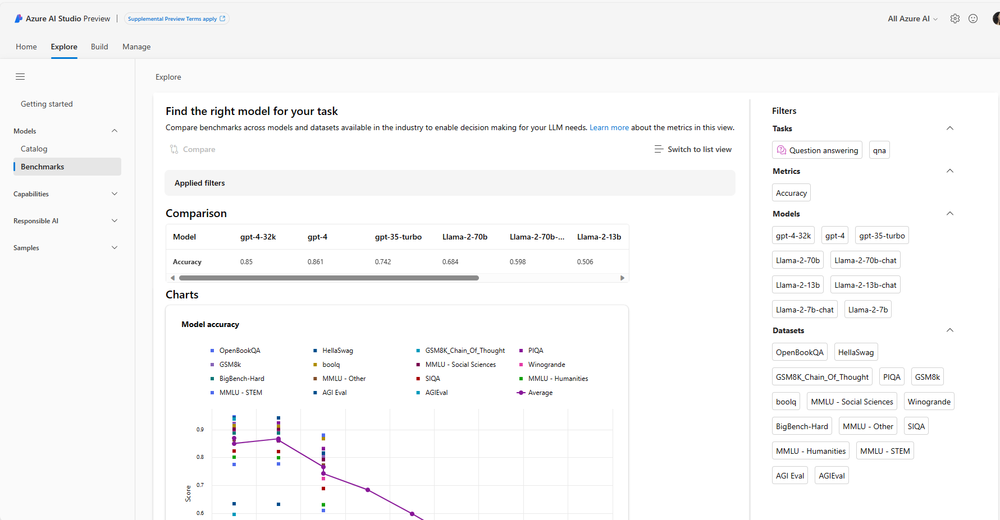 Azure AI Studio Preview | Supplemental Preview Terms apply
All Azure AI
Home Explore Build Manage
Getting started
Models
Catalog
Benchmarks
Capabilities
Responsible AI
Samples
Explore
Find the right model for your task
Compare benchmarks across models and datasets available in the industry to enable decision making for your LLM needs. Learn more about the metrics in this view.
Compare
Switch to list view
Applied filters
Comparison
Model gpt-4-32k gpt-4 gpt-35-turbo Llama-2-70b Llama-2-70b-... Llama-2-13b
Accuracy 0.85 0.861 0.742 0.684 0.598 0.506
Charts
Model accuracy
OpenBookQA HellaSwag GSM8K_Chain_Of_Thought PIQA
GSM8k boolq MMLU - Social Sciences Winogrande
BigBench-Hard MMLU - Other SIQA MMLU - Humanities
MMLU - STEM AGI Eval AGIEval Average
0.9
0.8
0.7
0.6
Score
Filters
Tasks
Question answering qna
Metrics
Accuracy
Models
gpt-4-32k gpt-4 gpt-35-turbo
Llama-2-70b Llama-2-70b-chat
Llama-2-13b Llama-2-13b-chat
Llama-2-7b-chat Llama-2-7b
Datasets
OpenBookQA HellaSwag
GSM8K_Chain_Of_Thought PIQA GSM8k
boolq MMLU - Social Sciences Winogrande
BigBench-Hard MMLU - Other SIQA
MMLU - Humanities MMLU - STEM
AGI Eval AGIEval